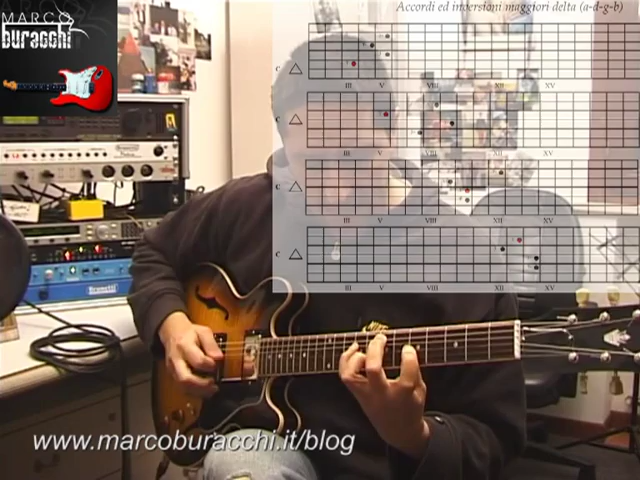 MARCO
BURACCHI
Accordi ed inversioni maggiori delta (a-d-g-b)
C
III V VIII XII XV
C
III V VIII XII XV
C
III V VIII XII XV
C
III V VIII XII XV
www.marcoburacchi.it/blog